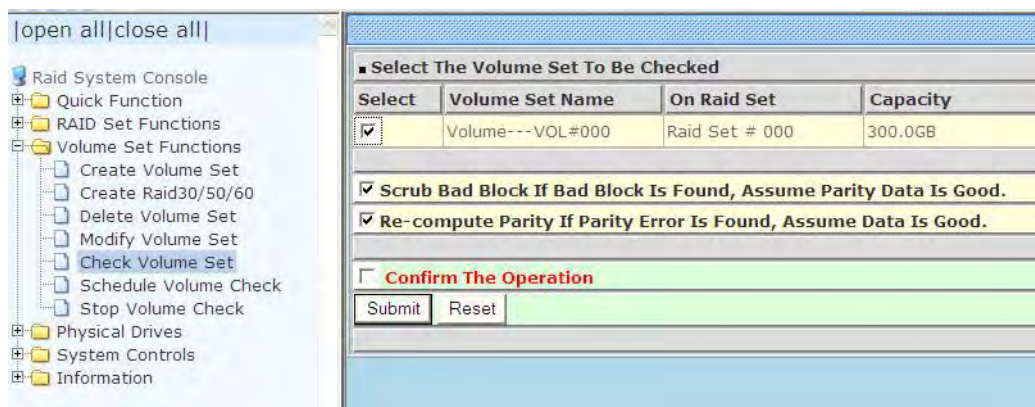 |open all|close all|
Raid System Console
Quick Function
RAID Set Functions
Volume Set Functions
Create Volume Set
Create Raid30/50/60
Delete Volume Set
Modify Volume Set
Check Volume Set
Schedule Volume Check
Stop Volume Check
Physical Drives
System Controls
Information
Select The Volume Set To Be Checked
Select Volume Set Name On Raid Set Capacity
Volume---VOL#000 Raid Set # 000 300.0GB
Scrub Bad Block If Bad Block Is Found, Assume Parity Data Is Good.
Re-compute Parity If Parity Error Is Found, Assume Data Is Good.
Confirm The Operation
Submit Reset